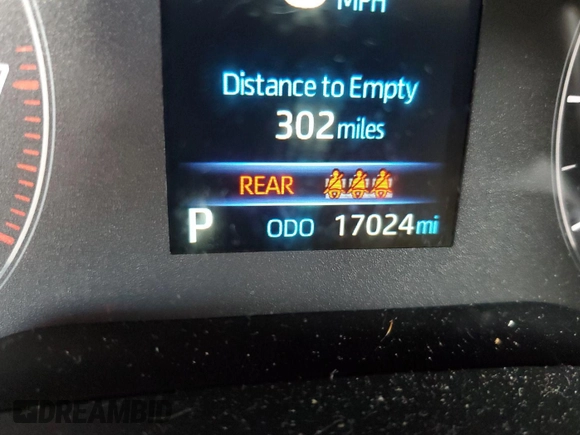 MPH
Distance to Empty
302 miles
REAR
P ODO 17024 mi
DREAMBID